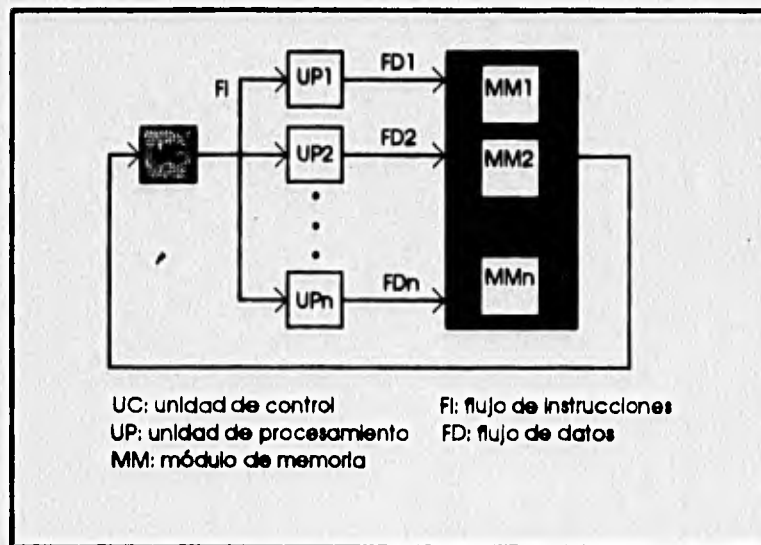 FI
UP1
FD1
MM1
UP2
FD2
MM2
UPn
FDn
MMn
UC: unidad de control
FI: flujo de instrucciones
UP: unidad de procesamiento
FD: flujo de datos
MM: módulo de memoria